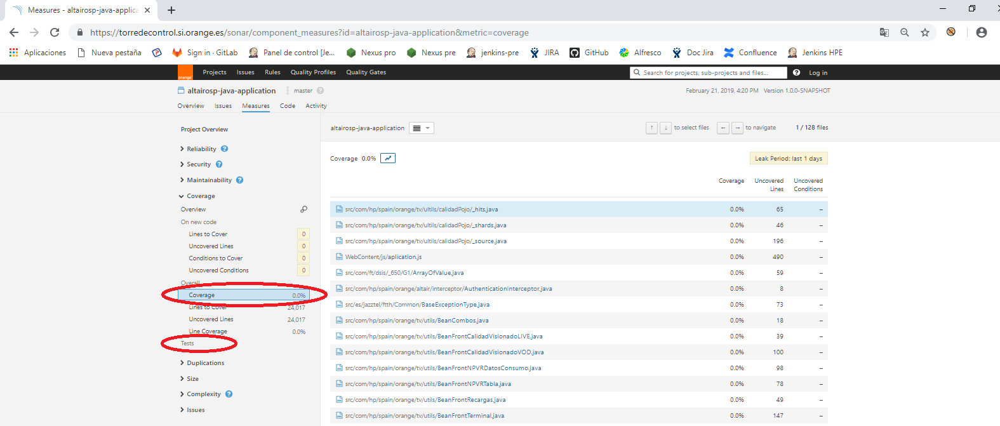 Measures - altairosp-java-applica
https://torredecontrol.si.orange.es/sonar/component_measures?id=altairosp-java-application&metric=coverage
Aplicaciones Nueva pestaña Sign in · GitLab Panel de control [Je... Nexus pro Nexus pre jenkins-pre JIRA GitHub Alfresco Doc Jira Confluence Jenkins HPE
orange Projects Issues Rules Quality Profiles Quality Gates Search for projects, sub-projects and files... Log in
altairosp-java-application master February 21, 2019, 4:20 PM Version 1.0.0-SNAPSHOT
Overview Issues Measures Code Activity
Project Overview
Reliability
Security
Maintainability
Coverage
Overview
On new code
Lines to Cover 0
Uncovered Lines 0
Conditions to Cover 0
Uncovered Conditions 0
Overall
Coverage 0.0%
Lines to Cover 24,017
Uncovered Lines 24,017
Line Coverage 0.0%
Tests
Duplications
Size
Complexity
Issues
altairosp-java-application ↑ ↓ to select files ← → to navigate 1 / 128 files
Coverage 0.0% Leak Period: last 1 days
Coverage Uncovered Lines Uncovered Conditions
src/com/hp/spain/orange/tv/ultils/calidadPojo/_hits.java 0.0% 65 –
src/com/hp/spain/orange/tv/ultils/calidadPojo/_shards.java 0.0% 46 –
src/com/hp/spain/orange/tv/ultils/calidadPojo/_source.java 0.0% 196 –
WebContent/js/aplication.js 0.0% 490 –
src/com/ft/dsis/_650/G1/ArrayOfValue.java 0.0% 59 –
src/com/hp/spain/orange/altair/interceptor/AuthenticationInterceptor.java 0.0% 8 –
src/es/jazztel/ftth/Common/BaseExceptionType.java 0.0% 73 –
src/com/hp/spain/orange/tv/utils/BeanCombos.java 0.0% 18 –
src/com/hp/spain/orange/tv/utils/BeanFrontCalidadVisionadoLIVE.java 0.0% 39 –
src/com/hp/spain/orange/tv/utils/BeanFrontCalidadVisionadoVOD.java 0.0% 100 –
src/com/hp/spain/orange/tv/utils/BeanFrontNPVRDatosConsumo.java 0.0% 98 –
src/com/hp/spain/orange/tv/utils/BeanFrontNPVRTabla.java 0.0% 78 –
src/com/hp/spain/orange/tv/utils/BeanFrontRecargas.java 0.0% 49 –
src/com/hp/spain/orange/tv/utils/BeanFrontTerminal.java 0.0% 147 –